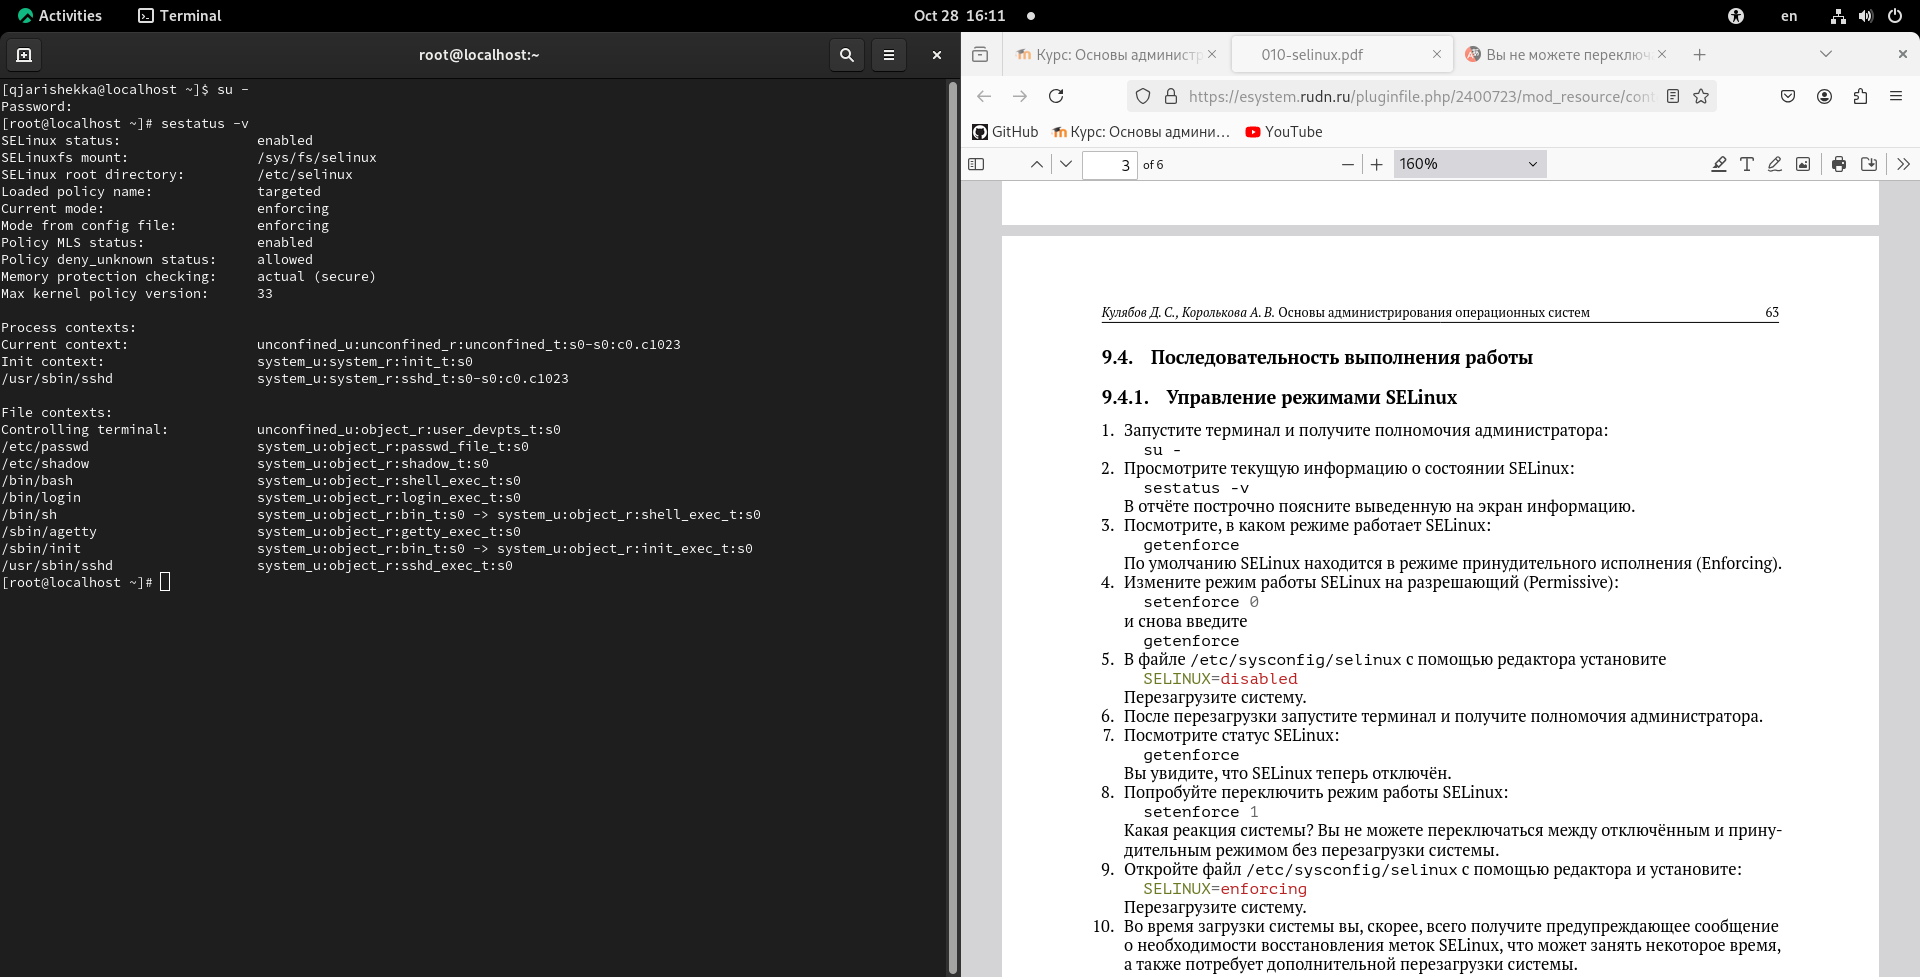 Activities Terminal Oct 28 16:11 en
root@localhost:~
[qjarishekka@localhost ~]$ su -
Password:
[root@localhost ~]# sestatus -v
SELinux status: enabled
SELinuxfs mount: /sys/fs/selinux
SELinux root directory: /etc/selinux
Loaded policy name: targeted
Current mode: enforcing
Mode from config file: enforcing
Policy MLS status: enabled
Policy deny_unknown status: allowed
Memory protection checking: actual (secure)
Max kernel policy version: 33
Process contexts:
Current context: unconfined_u:unconfined_r:unconfined_t:s0-s0:c0.c1023
Init context: system_u:system_r:init_t:s0
/usr/sbin/sshd system_u:system_r:sshd_t:s0-s0:c0.c1023
File contexts:
Controlling terminal: unconfined_u:object_r:user_devpts_t:s0
/etc/passwd system_u:object_r:passwd_file_t:s0
/etc/shadow system_u:object_r:shadow_t:s0
/bin/bash system_u:object_r:shell_exec_t:s0
/bin/login system_u:object_r:login_exec_t:s0
/bin/sh system_u:object_r:bin_t:s0 -> system_u:object_r:shell_exec_t:s0
/sbin/agetty system_u:object_r:getty_exec_t:s0
/sbin/init system_u:object_r:bin_t:s0 -> system_u:object_r:init_exec_t:s0
/usr/sbin/sshd system_u:object_r:sshd_exec_t:s0
[root@localhost ~]#
Курс: Основы администр 010-selinux.pdf Вы не можете переключ
https://esystem.rudn.ru/pluginfile.php/2400723/mod_resource/cont
GitHub Курс: Основы админи… YouTube
3 of 6 160%
Кулябов Д. С., Королькова А. В. Основы администрирования операционных систем 63
9.4. Последовательность выполнения работы
9.4.1. Управление режимами SELinux
1. Запустите терминал и получите полномочия администратора:
su -
2. Просмотрите текущую информацию о состоянии SELinux:
sestatus -v
В отчёте построчно поясните выведенную на экран информацию.
3. Посмотрите, в каком режиме работает SELinux:
getenforce
По умолчанию SELinux находится в режиме принудительного исполнения (Enforcing).
4. Измените режим работы SELinux на разрешающий (Permissive):
setenforce 0
и снова введите
getenforce
5. В файле /etc/sysconfig/selinux с помощью редактора установите
SELINUX=disabled
Перезагрузите систему.
6. После перезагрузки запустите терминал и получите полномочия администратора.
7. Посмотрите статус SELinux:
getenforce
Вы увидите, что SELinux теперь отключён.
8. Попробуйте переключить режим работы SELinux:
setenforce 1
Какая реакция системы? Вы не можете переключаться между отключённым и прину-
дительным режимом без перезагрузки системы.
9. Откройте файл /etc/sysconfig/selinux с помощью редактора и установите:
SELINUX=enforcing
Перезагрузите систему.
10. Во время загрузки системы вы, скорее, всего получите предупреждающее сообщение
о необходимости восстановления меток SELinux, что может занять некоторое время,
а также потребует дополнительной перезагрузки системы.